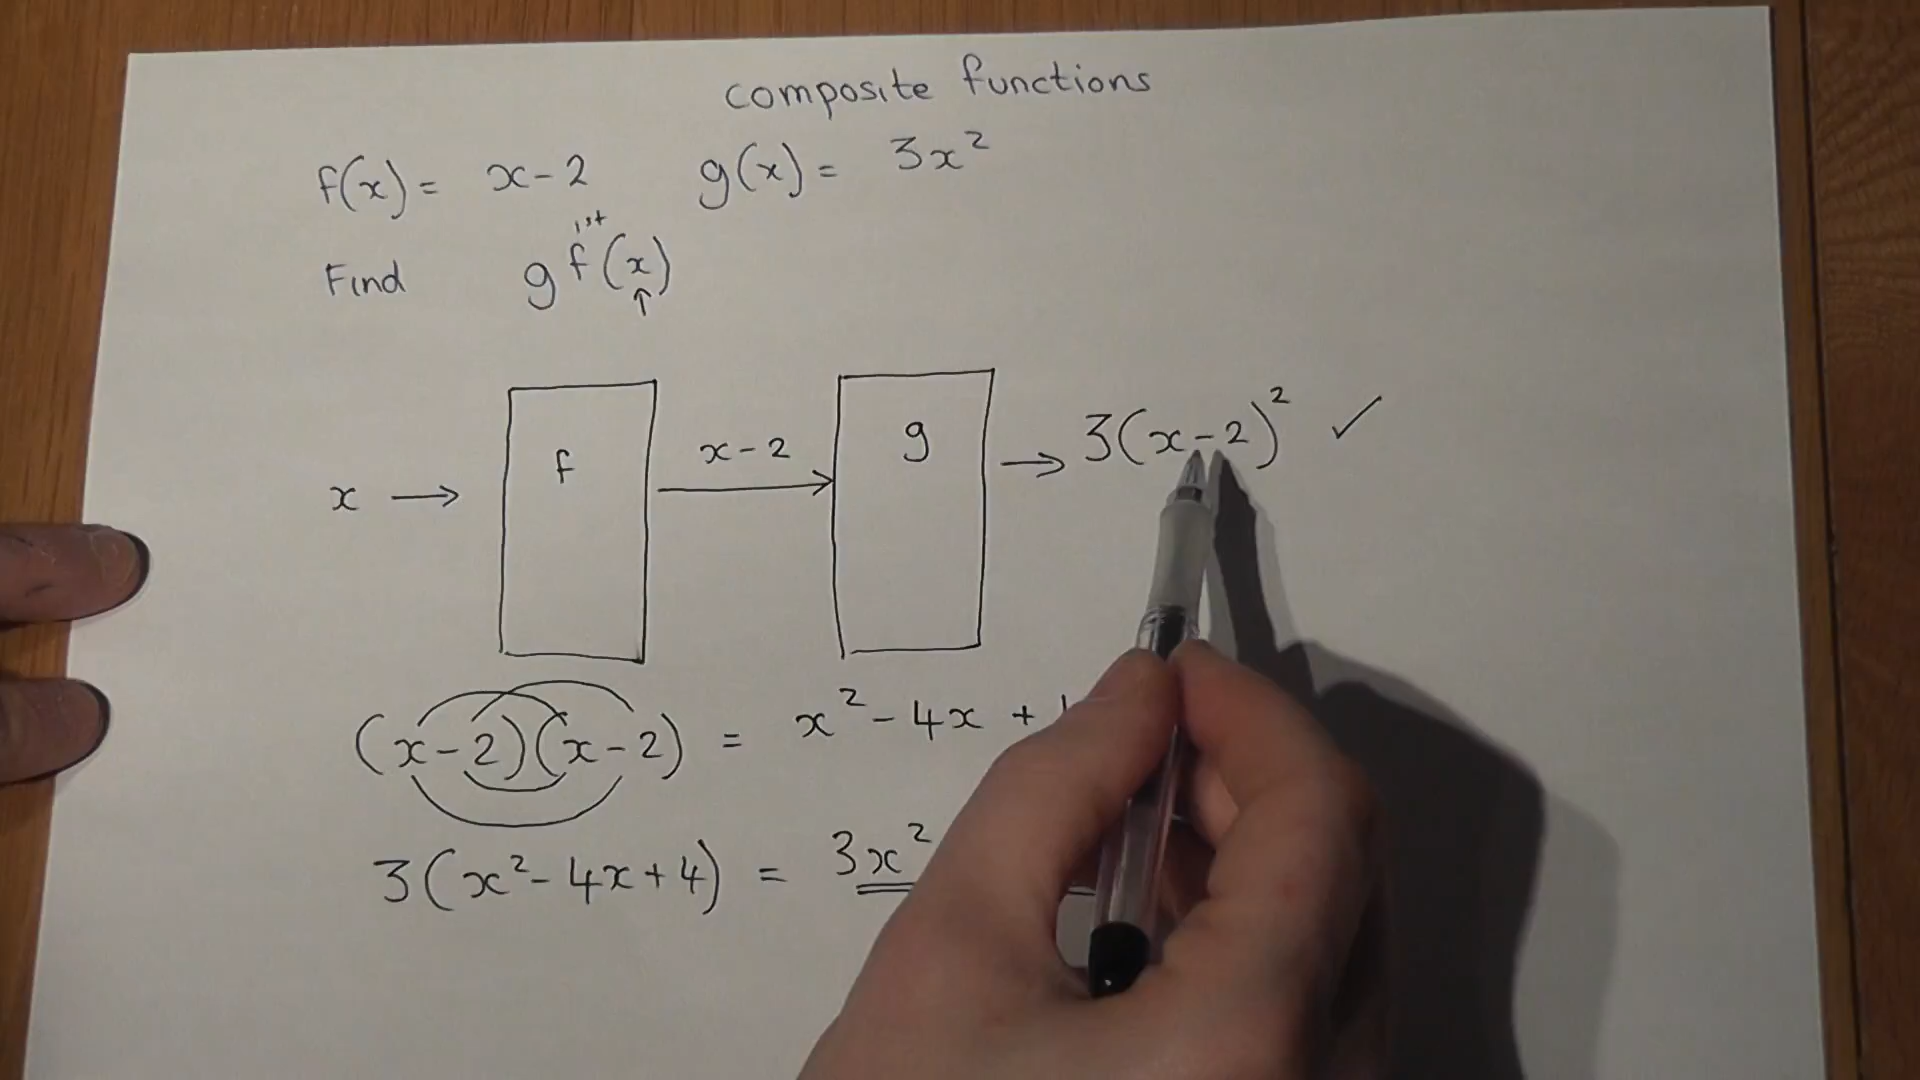 composite functions
f(x) = x - 2 g(x) = 3x²
1st
Find gf(x)
↑
x → f x - 2 → g → 3(x-2)² ✓
(x-2)(x-2) = x² - 4x +
3(x² - 4x + 4) = 3x²